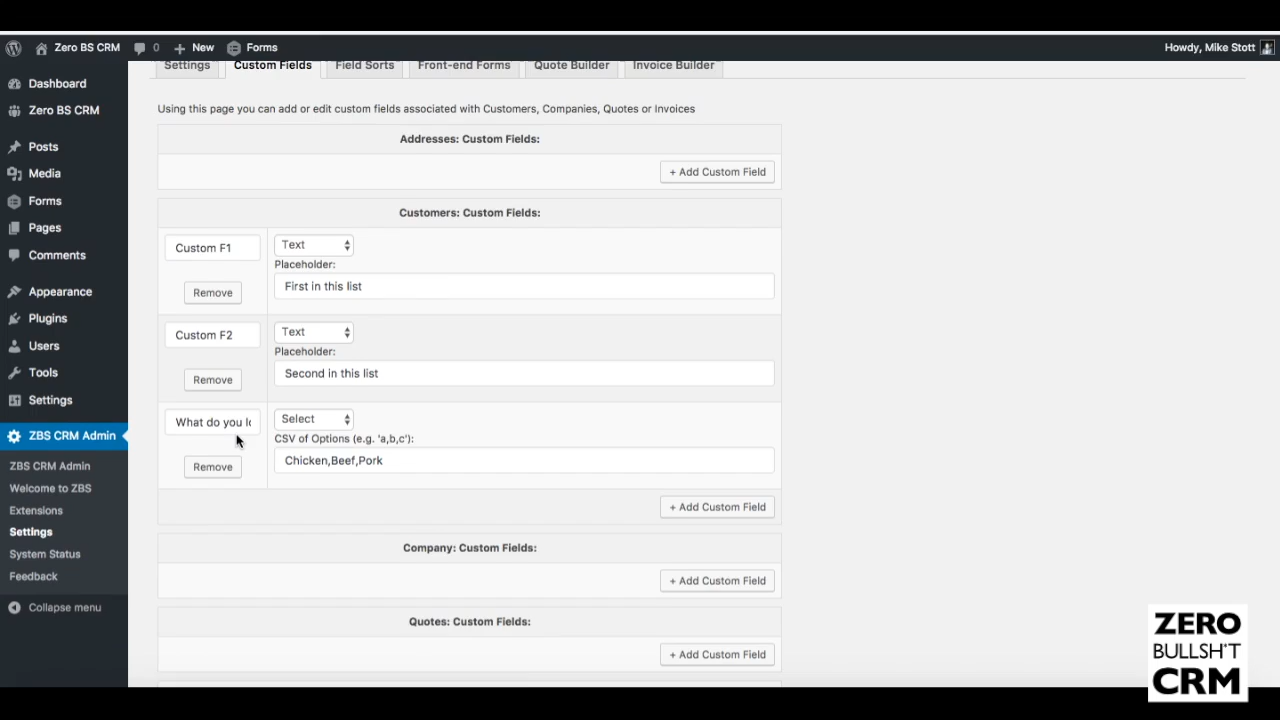 Zero BS CRM 0 New Forms Howdy, Mike Stott
Settings Custom Fields Field Sorts Front-end Forms Quote Builder Invoice Builder
Dashboard
Zero BS CRM
Posts
Media
Forms
Pages
Comments
Appearance
Plugins
Users
Tools
Settings
ZBS CRM Admin
ZBS CRM Admin
Welcome to ZBS
Extensions
Settings
System Status
Feedback
Collapse menu
Using this page you can add or edit custom fields associated with Customers, Companies, Quotes or Invoices
Addresses: Custom Fields:
+ Add Custom Field
Customers: Custom Fields:
Custom F1 Text
Placeholder:
First in this list
Remove
Custom F2 Text
Placeholder:
Second in this list
Remove
What do you Select
CSV of Options (e.g. 'a,b,c'):
Chicken,Beef,Pork
Remove
+ Add Custom Field
Company: Custom Fields:
+ Add Custom Field
Quotes: Custom Fields:
+ Add Custom Field
ZERO
BULLSH*T
CRM